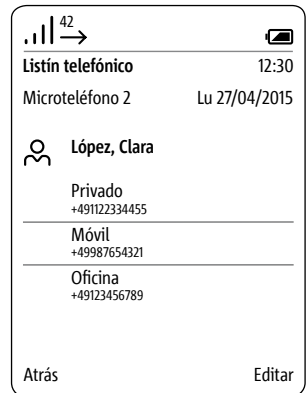 42
Listín telefónico 12:30
Microteléfono 2 Lu 27/04/2015
López, Clara
Privado
+491122334455
Móvil
+49987654321
Oficina
+49123456789
Atrás Editar